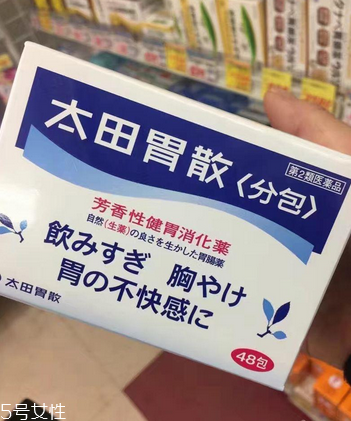 太田胃散〈分包〉
第2類医薬品
芳香性健胃消化薬
自然(生薬)の良さを生かした胃腸薬
飲みすぎ 胸やけ
胃の不快感に
太田胃散
48包
5号女性